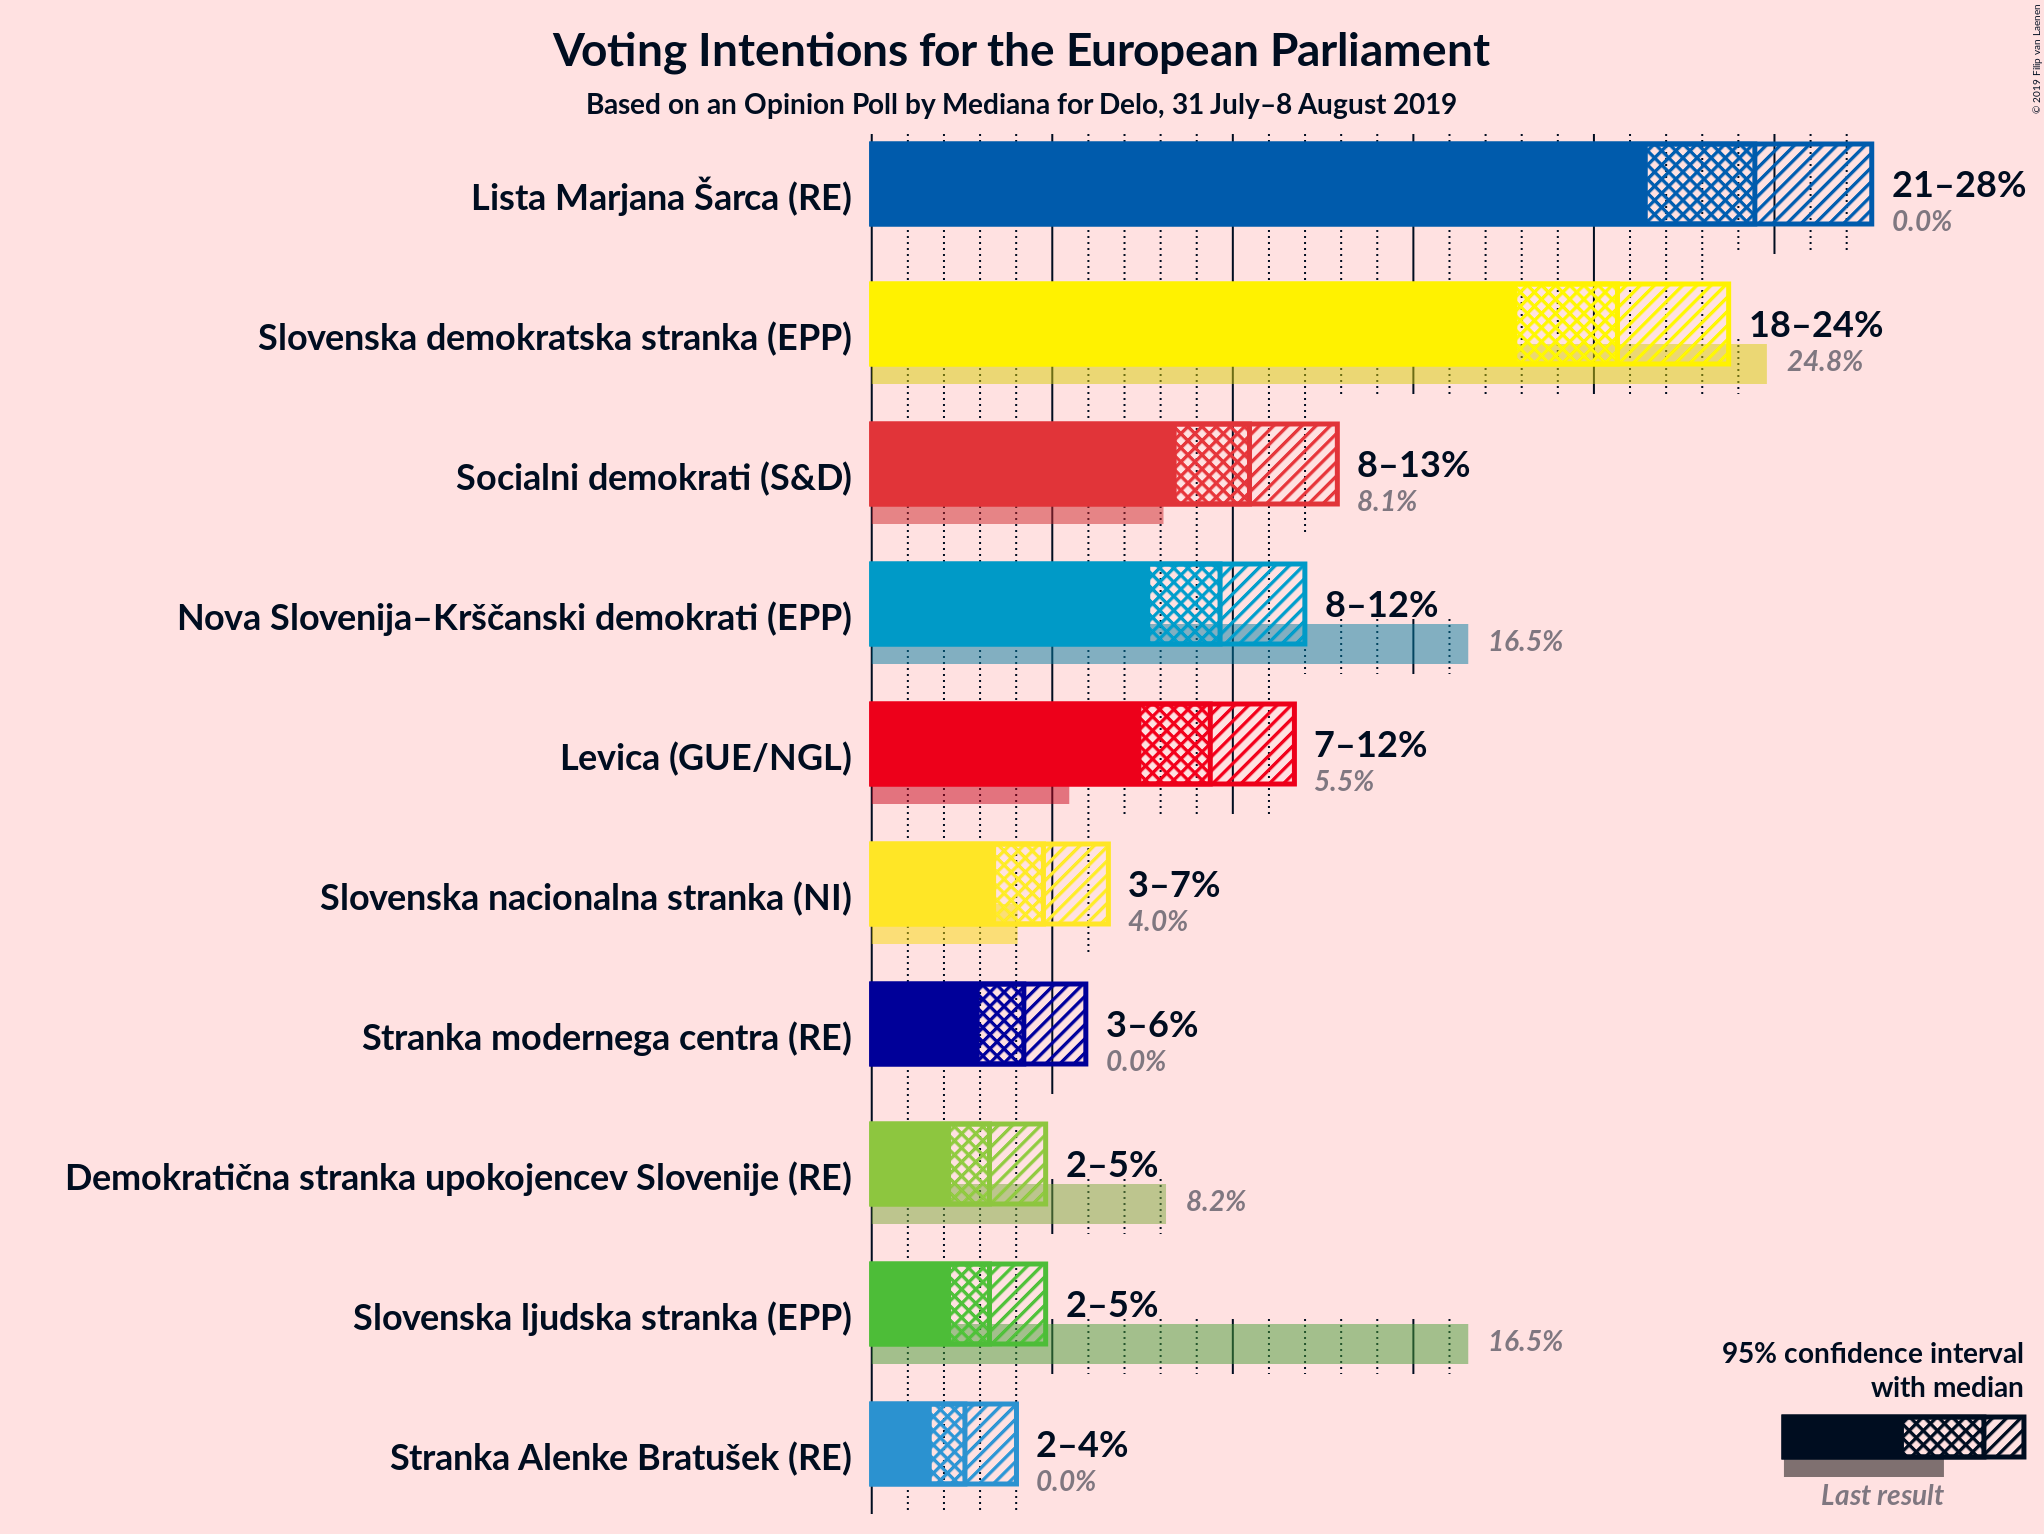 Voting Intentions for the European Parliament
Based on an Opinion Poll by Mediana for Delo, 31 July–8 August 2019
© 2019 Filip van Laenen
Lista Marjana Šarca (RE)
21–28%
0.0%
Slovenska demokratska stranka (EPP)
18–24%
24.8%
Socialni demokrati (S&D)
8–13%
8.1%
Nova Slovenija–Krščanski demokrati (EPP)
8–12%
16.5%
Levica (GUE/NGL)
7–12%
5.5%
Slovenska nacionalna stranka (NI)
3–7%
4.0%
Stranka modernega centra (RE)
3–6%
0.0%
Demokratična stranka upokojencev Slovenije (RE)
2–5%
8.2%
Slovenska ljudska stranka (EPP)
2–5%
16.5%
Stranka Alenke Bratušek (RE)
2–4%
0.0%
95% confidence interval
with median
Last result